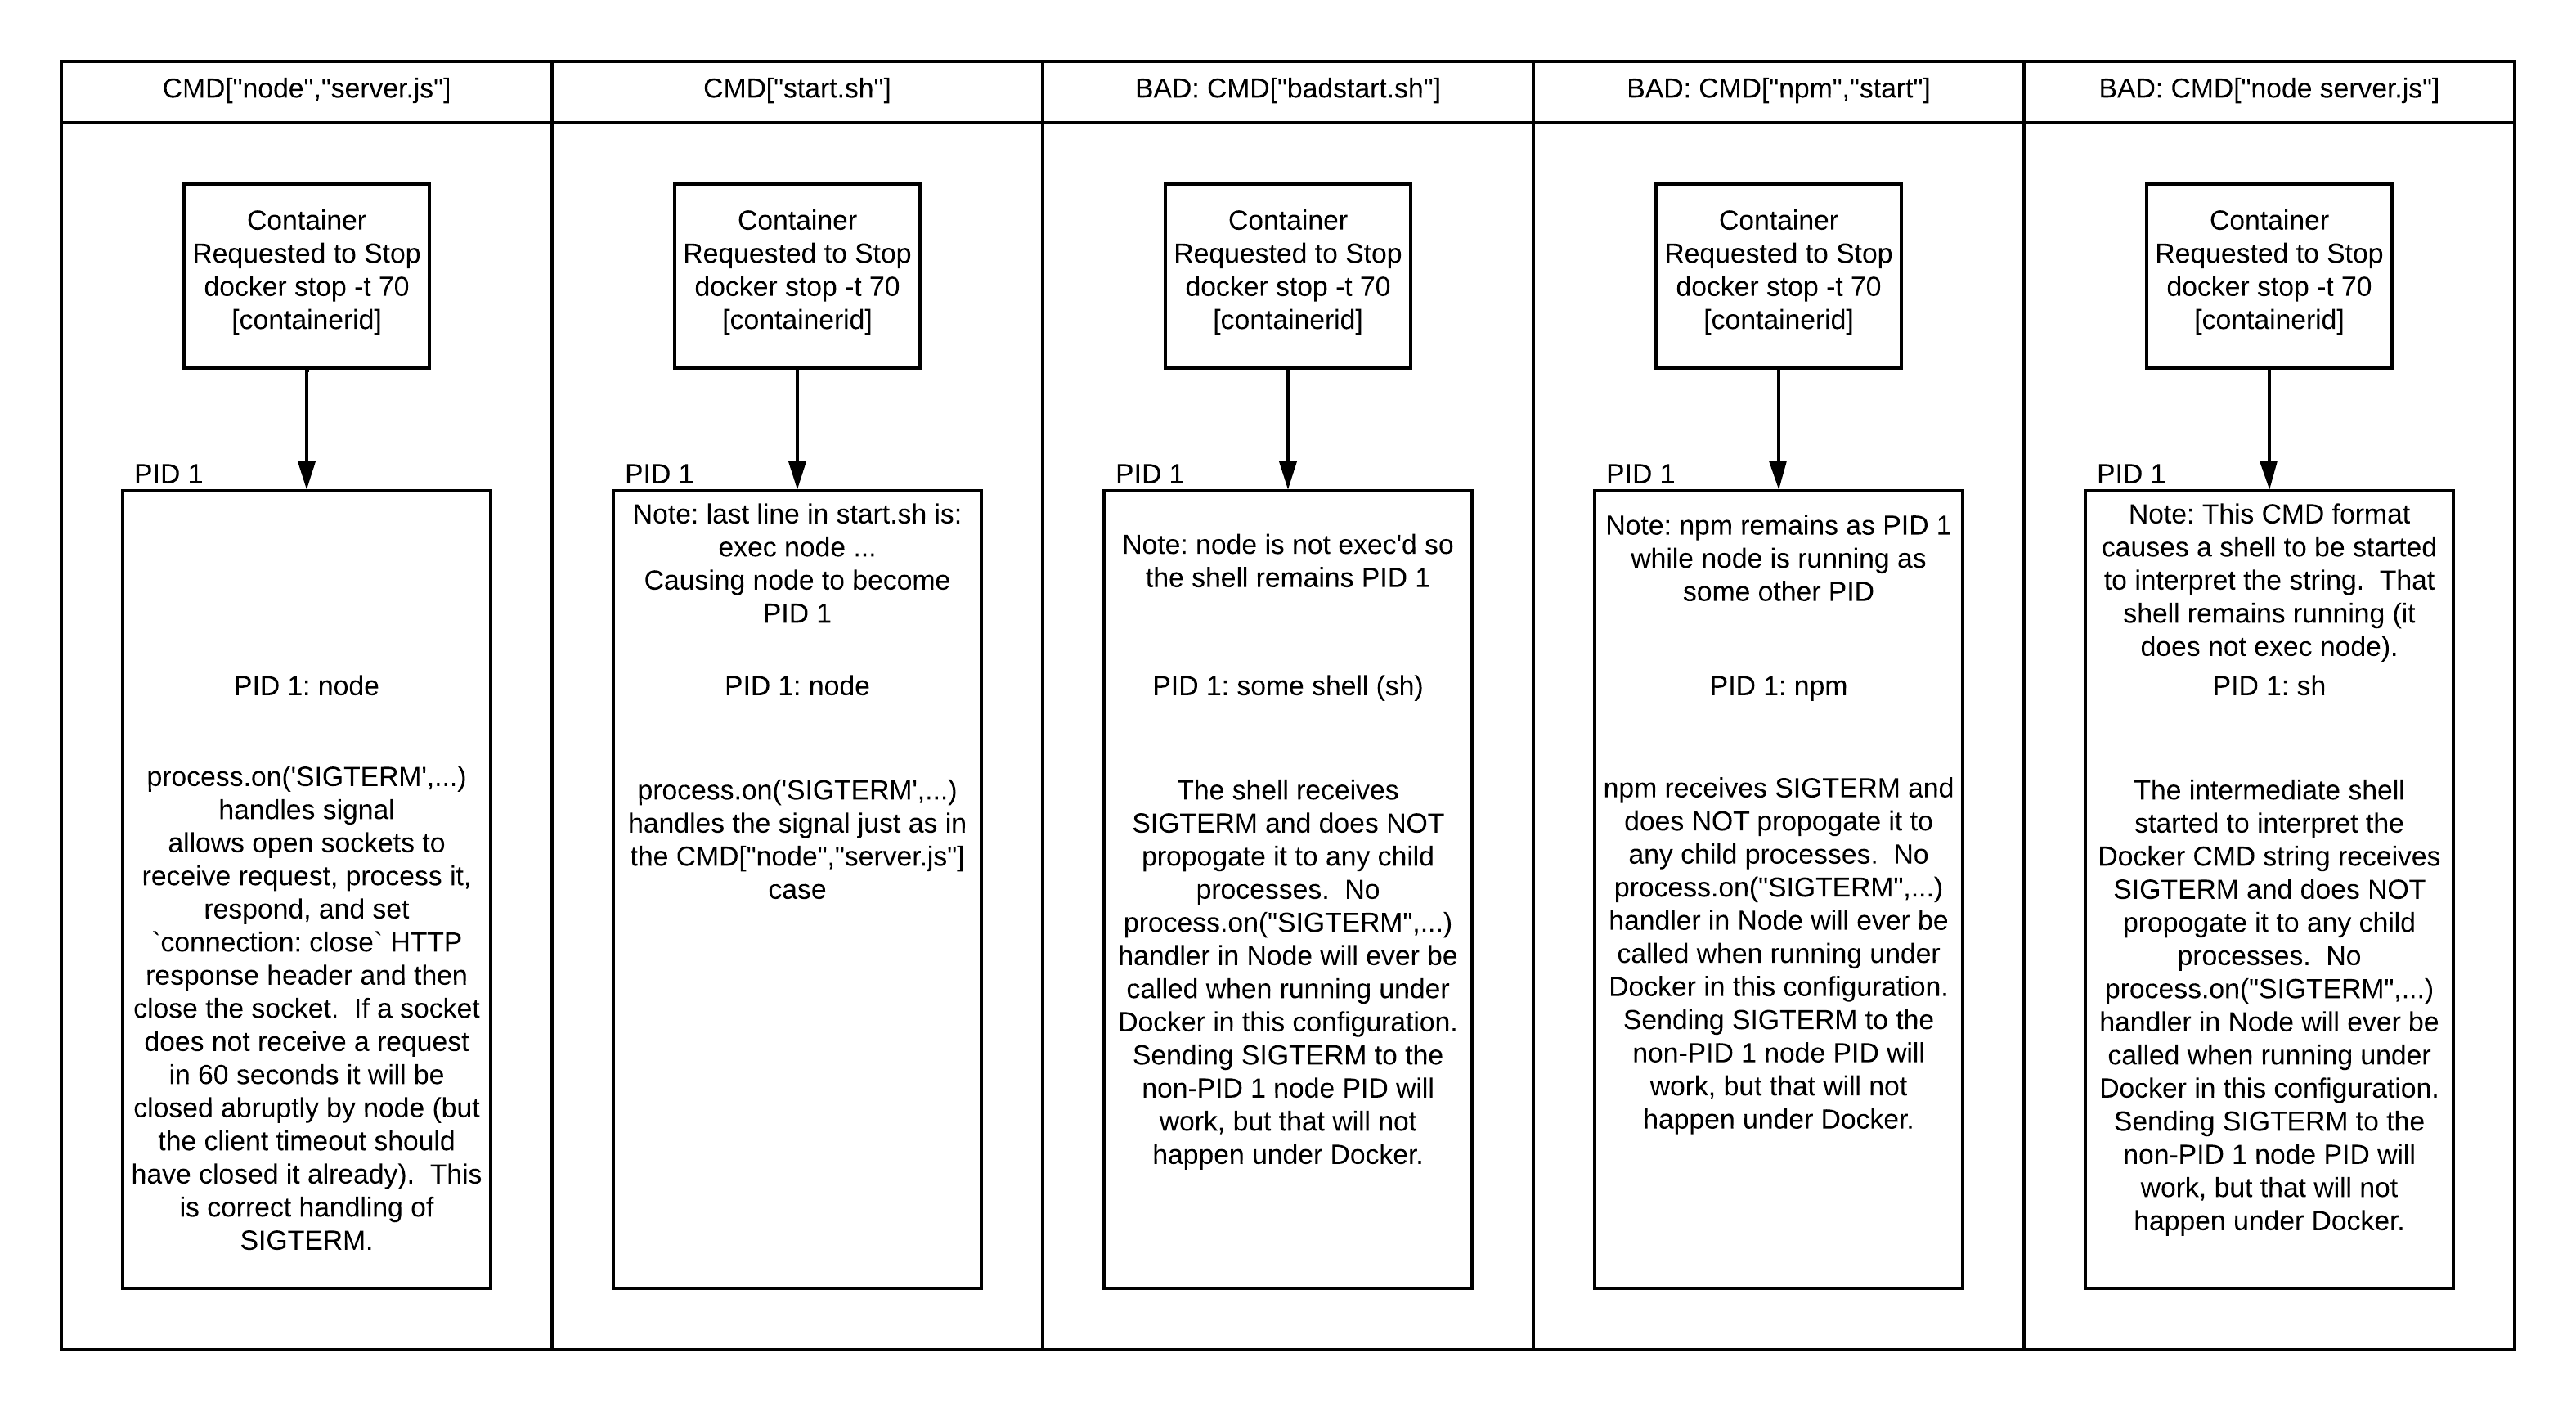 CMD["node","server.js"]
CMD["start.sh"]
BAD: CMD["badstart.sh"]
BAD: CMD["npm","start"]
BAD: CMD["node server.js"]
Container
Requested to Stop
docker stop -t 70
[containerid]
PID 1
PID 1: node
process.on('SIGTERM',...)
handles signal
allows open sockets to
receive request, process it,
respond, and set
`connection: close` HTTP
response header and then
close the socket.  If a socket
does not receive a request
in 60 seconds it will be
closed abruptly by node (but
the client timeout should
have closed it already).  This
is correct handling of
SIGTERM.
Container
Requested to Stop
docker stop -t 70
[containerid]
PID 1
Note: last line in start.sh is:
exec node ...
Causing node to become
PID 1
PID 1: node
process.on('SIGTERM',...)
handles the signal just as in
the CMD["node","server.js"]
case
Container
Requested to Stop
docker stop -t 70
[containerid]
PID 1
Note: node is not exec'd so
the shell remains PID 1
PID 1: some shell (sh)
The shell receives
SIGTERM and does NOT
propogate it to any child
processes.  No
process.on("SIGTERM",...)
handler in Node will ever be
called when running under
Docker in this configuration.
Sending SIGTERM to the
non-PID 1 node PID will
work, but that will not
happen under Docker.
Container
Requested to Stop
docker stop -t 70
[containerid]
PID 1
Note: npm remains as PID 1
while node is running as
some other PID
PID 1: npm
npm receives SIGTERM and
does NOT propogate it to
any child processes.  No
process.on("SIGTERM",...)
handler in Node will ever be
called when running under
Docker in this configuration.
Sending SIGTERM to the
non-PID 1 node PID will
work, but that will not
happen under Docker.
Container
Requested to Stop
docker stop -t 70
[containerid]
PID 1
Note: This CMD format
causes a shell to be started
to interpret the string.  That
shell remains running (it
does not exec node).
PID 1: sh
The intermediate shell
started to interpret the
Docker CMD string receives
SIGTERM and does NOT
propogate it to any child
processes.  No
process.on("SIGTERM",...)
handler in Node will ever be
called when running under
Docker in this configuration.
Sending SIGTERM to the
non-PID 1 node PID will
work, but that will not
happen under Docker.